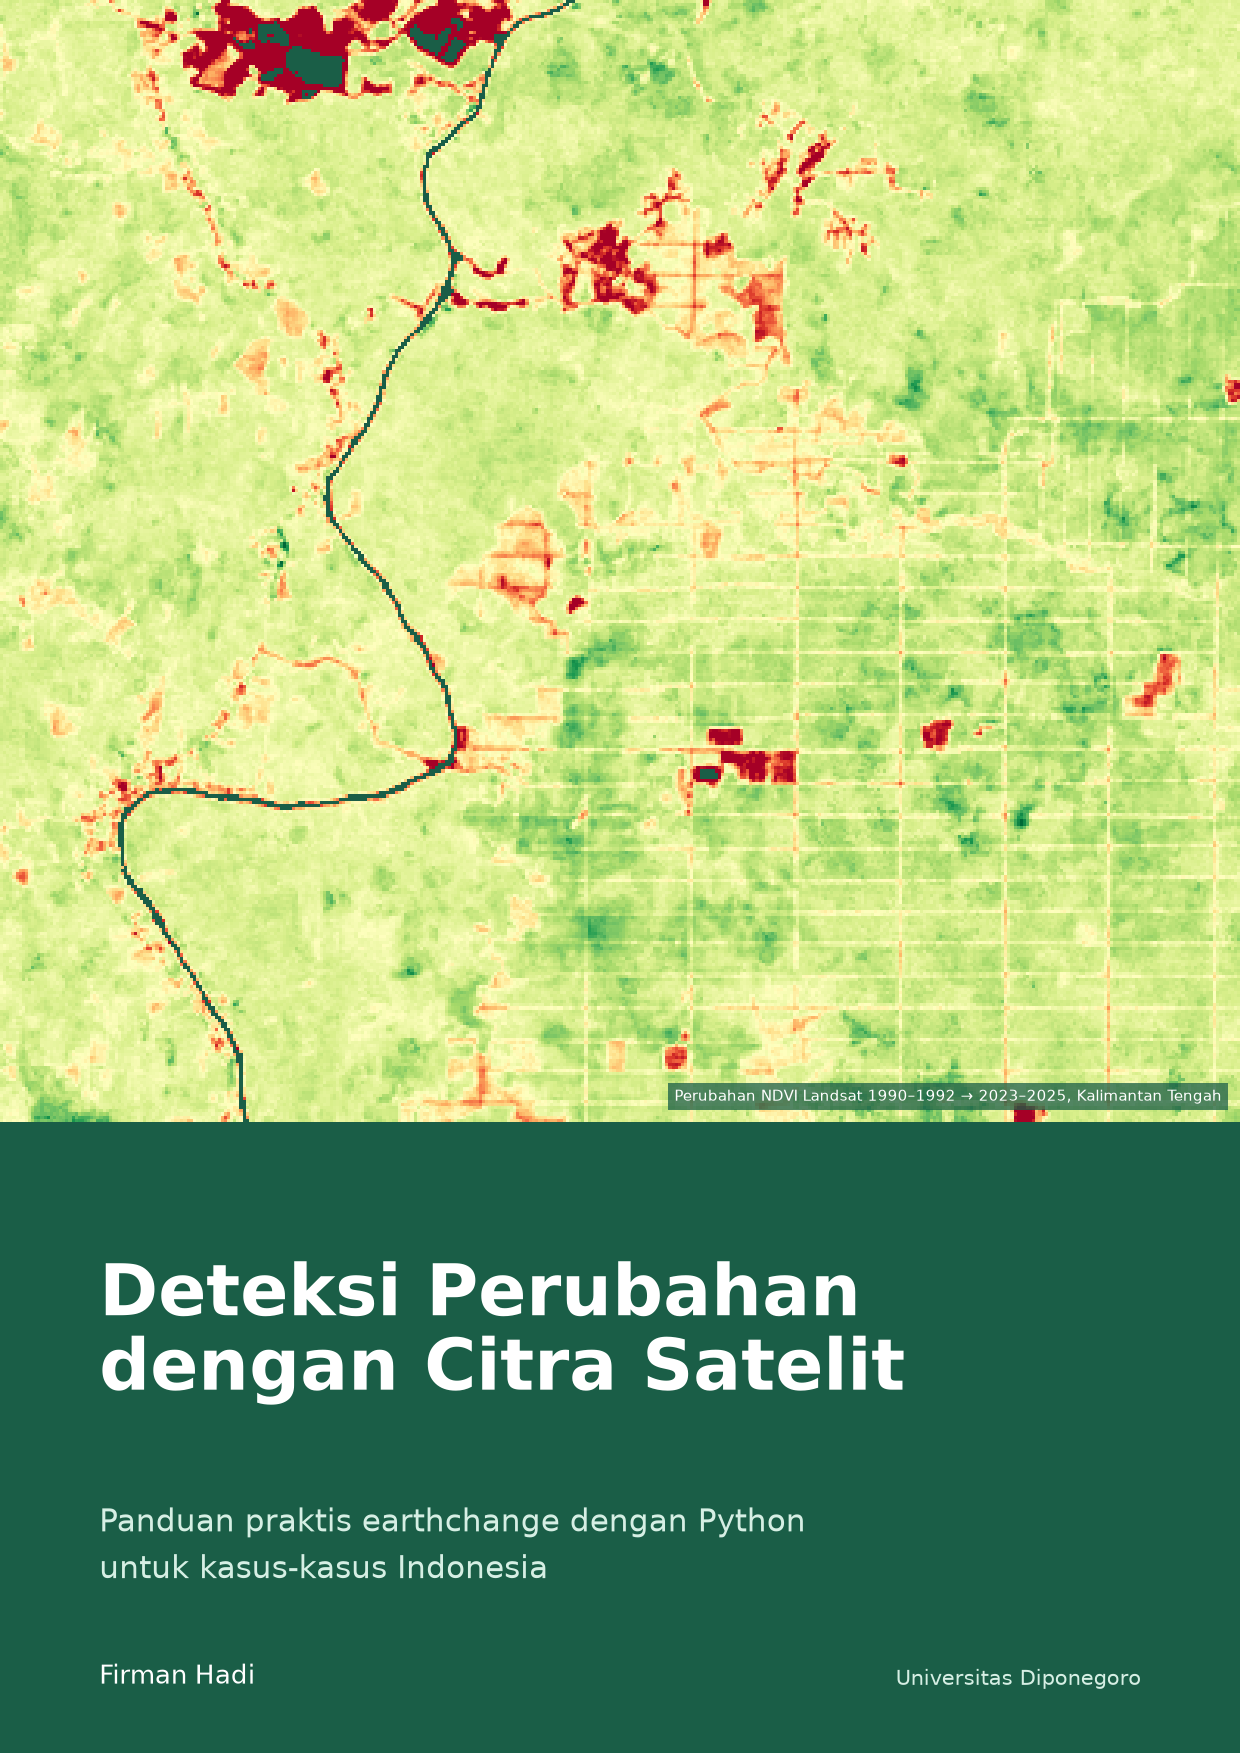 Perubahan NDVI Landsat 1990–1992 → 2023–2025, Kalimantan Tengah
Deteksi Perubahan
dengan Citra Satelit
Panduan praktis earthchange dengan Python
untuk kasus-kasus Indonesia
Firman Hadi
Universitas Diponegoro